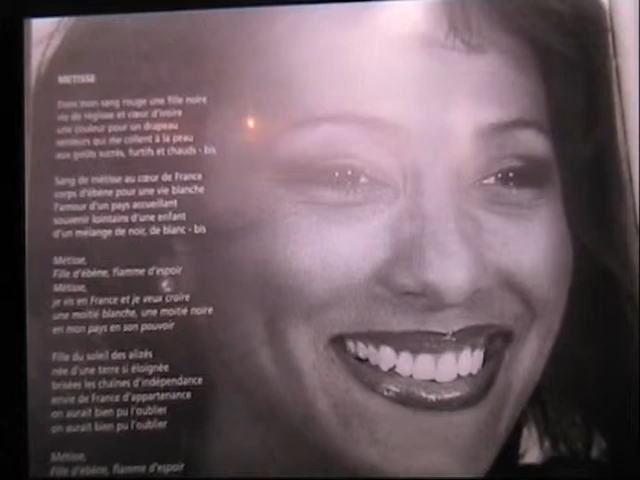 METISSE
Dans mon sang rouge une fille noire
vie de réglisse et cœur d'ivoire
une couleur pour un drapeau
senteurs qui me collent à la peau
aux goûts sucrés, furtifs et chauds - bis
Sang de métisse au cœur de France
corps d'ébène pour une vie blanche
l'amour d'un pays accueillant
souvenir lointains d'une enfant
d'un mélange de noir, de blanc - bis
Métisse,
Fille d'ébène, flamme d'espoir
Métisse,
je vis en France et je veux croire
une moitié blanche, une moitié noire
en mon pays en son pouvoir
Fille du soleil des alizés
née d'une terre si éloignée
brisées les chaînes d'indépendance
envie de France d'appartenance
on aurait bien pu l'oublier
on aurait bien pu l'oublier
Métisse,
Fille d'ébène, flamme d'espoir